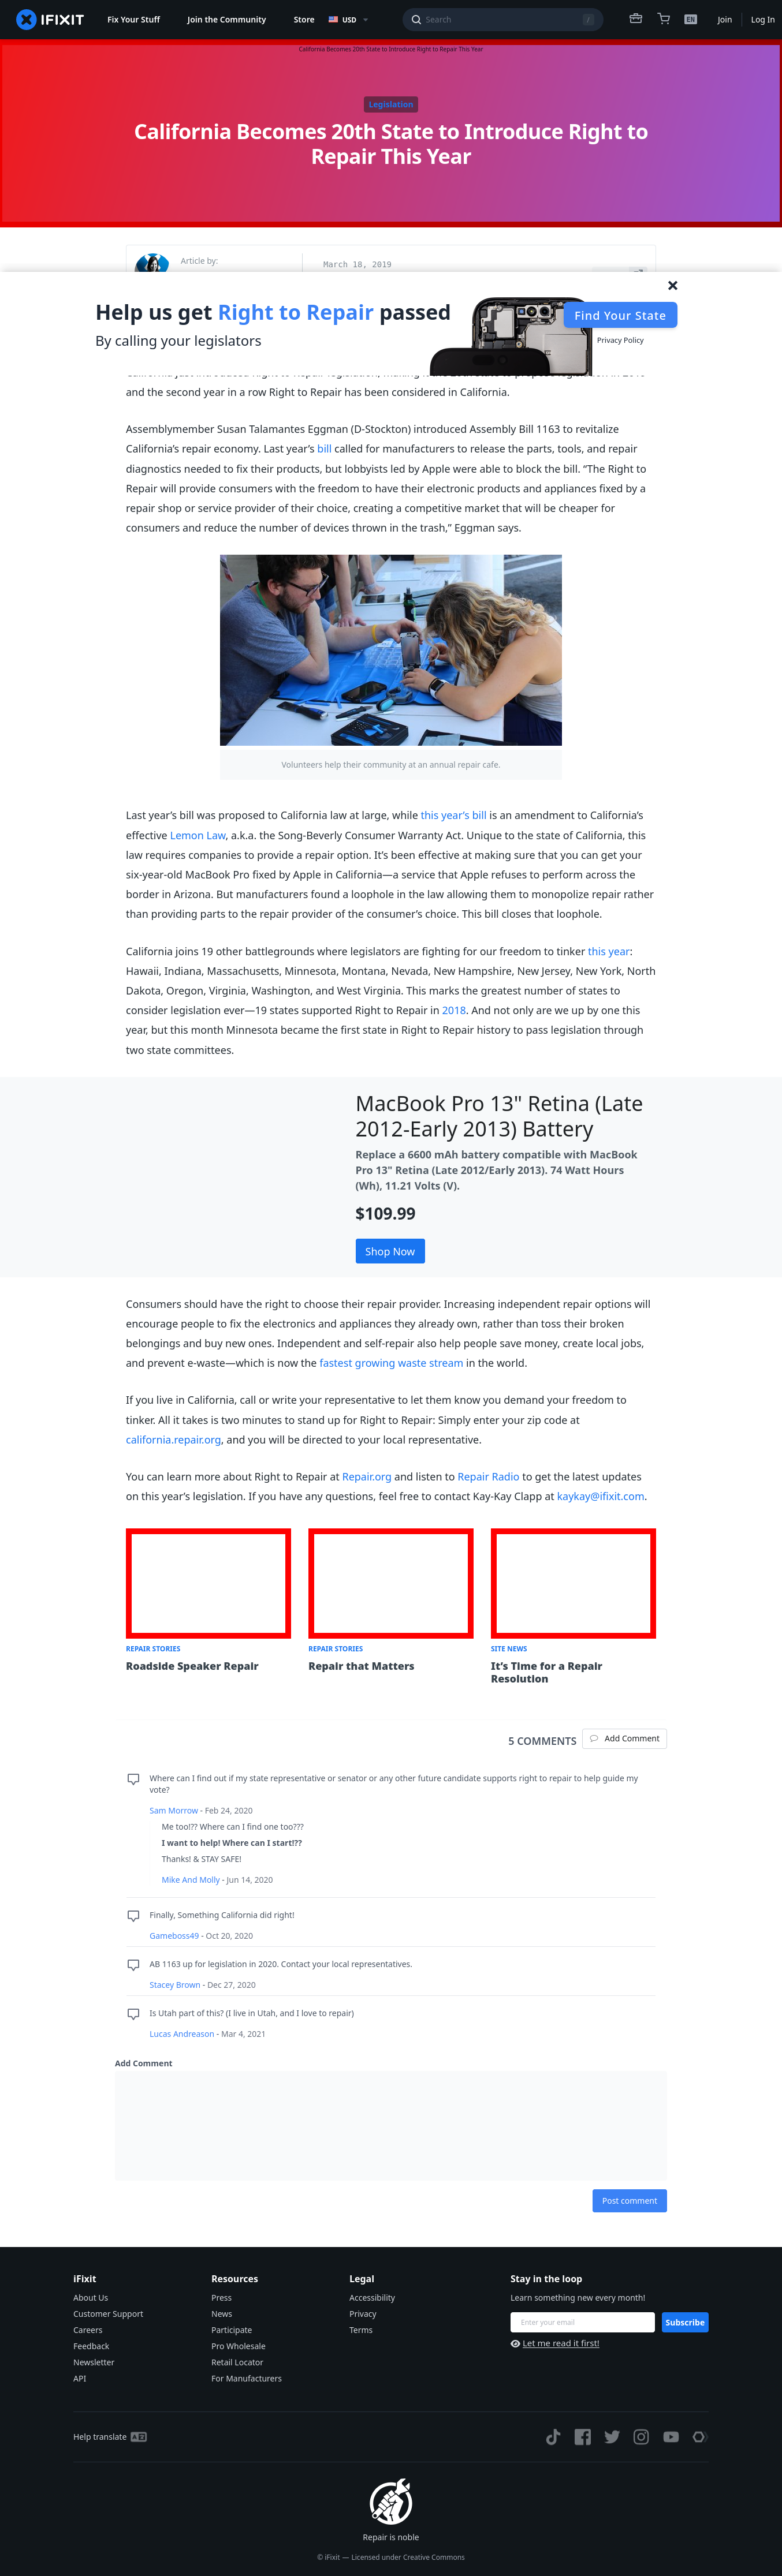 IFIXIT
Fix Your Stuff
Join the Community
Store
USD
Search
/
EN
Join
Log In
California Becomes 20th State to Introduce Right to Repair This Year
Legislation
California Becomes 20th State to Introduce Right to
Repair This Year
Article by:
March 18, 2019
Help us get Right to Repair passed
By calling your legislators
Find Your State
Privacy Policy
and the second year in a row Right to Repair has been considered in California.
Assemblymember Susan Talamantes Eggman (D-Stockton) introduced Assembly Bill 1163 to revitalize
California’s repair economy. Last year’s bill called for manufacturers to release the parts, tools, and repair
diagnostics needed to fix their products, but lobbyists led by Apple were able to block the bill. “The Right to
Repair will provide consumers with the freedom to have their electronic products and appliances fixed by a
repair shop or service provider of their choice, creating a competitive market that will be cheaper for
consumers and reduce the number of devices thrown in the trash,” Eggman says.
Volunteers help their community at an annual repair cafe.
Last year’s bill was proposed to California law at large, while this year’s bill is an amendment to California’s
effective Lemon Law, a.k.a. the Song-Beverly Consumer Warranty Act. Unique to the state of California, this
law requires companies to provide a repair option. It’s been effective at making sure that you can get your
six-year-old MacBook Pro fixed by Apple in California—a service that Apple refuses to perform across the
border in Arizona. But manufacturers found a loophole in the law allowing them to monopolize repair rather
than providing parts to the repair provider of the consumer’s choice. This bill closes that loophole.
California joins 19 other battlegrounds where legislators are fighting for our freedom to tinker this year:
Hawaii, Indiana, Massachusetts, Minnesota, Montana, Nevada, New Hampshire, New Jersey, New York, North
Dakota, Oregon, Virginia, Washington, and West Virginia. This marks the greatest number of states to
consider legislation ever—19 states supported Right to Repair in 2018. And not only are we up by one this
year, but this month Minnesota became the first state in Right to Repair history to pass legislation through
two state committees.
MacBook Pro 13" Retina (Late
2012-Early 2013) Battery
Replace a 6600 mAh battery compatible with MacBook
Pro 13" Retina (Late 2012/Early 2013). 74 Watt Hours
(Wh), 11.21 Volts (V).
$109.99
Shop Now
Consumers should have the right to choose their repair provider. Increasing independent repair options will
encourage people to fix the electronics and appliances they already own, rather than toss their broken
belongings and buy new ones. Independent and self-repair also help people save money, create local jobs,
and prevent e-waste—which is now the fastest growing waste stream in the world.
If you live in California, call or write your representative to let them know you demand your freedom to
tinker. All it takes is two minutes to stand up for Right to Repair: Simply enter your zip code at
california.repair.org, and you will be directed to your local representative.
You can learn more about Right to Repair at Repair.org and listen to Repair Radio to get the latest updates
on this year’s legislation. If you have any questions, feel free to contact Kay-Kay Clapp at kaykay@ifixit.com.
REPAIR STORIES
Roadside Speaker Repair
REPAIR STORIES
Repair that Matters
SITE NEWS
It’s Time for a Repair
Resolution
5 COMMENTS
Add Comment
Where can I find out if my state representative or senator or any other future candidate supports right to repair to help guide my
vote?
Sam Morrow - Feb 24, 2020
Me too!?? Where can I find one too???
I want to help! Where can I start!??
Thanks! & STAY SAFE!
Mike And Molly - Jun 14, 2020
Finally, Something California did right!
Gameboss49 - Oct 20, 2020
AB 1163 up for legislation in 2020. Contact your local representatives.
Stacey Brown - Dec 27, 2020
Is Utah part of this? (I live in Utah, and I love to repair)
Lucas Andreason - Mar 4, 2021
Add Comment
Post comment
iFixit
About Us
Customer Support
Careers
Feedback
Newsletter
API
Resources
Press
News
Participate
Pro Wholesale
Retail Locator
For Manufacturers
Legal
Accessibility
Privacy
Terms
Stay in the loop
Learn something new every month!
Enter your email
Subscribe
Let me read it first!
Help translate
Repair is noble
© iFixit — Licensed under Creative Commons